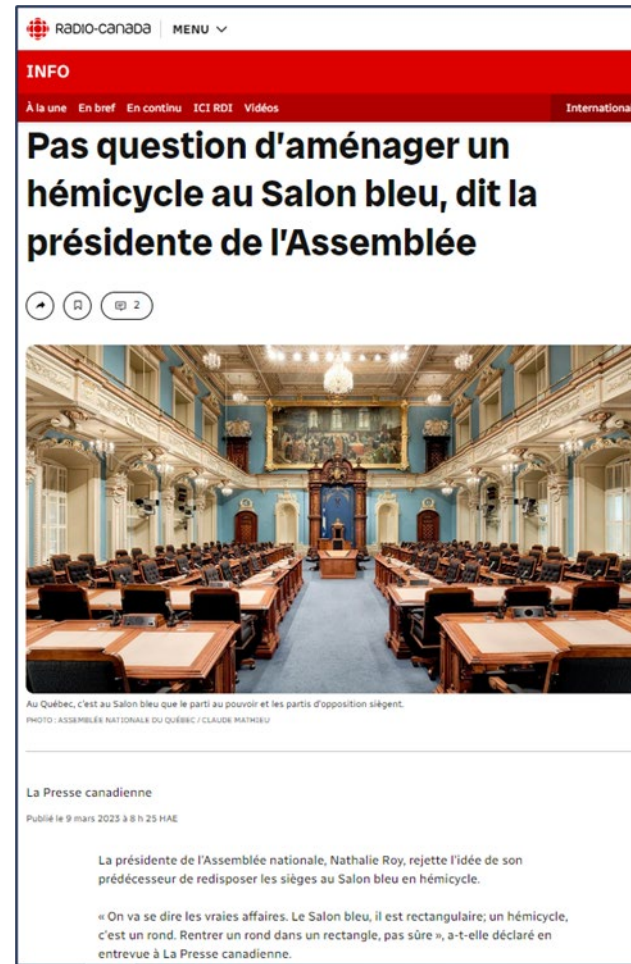 RADIO-CANADA MENU
INFO
À la une En bref En continu ICI RDI Vidéos International
Pas question d'aménager un
hémicycle au Salon bleu, dit la
présidente de l'Assemblée
2
Au Québec, c'est au Salon bleu que le parti au pouvoir et les partis d'opposition siègent.
PHOTO : ASSEMBLÉE NATIONALE DU QUÉBEC / CLAUDE MATHIEU
La Presse canadienne
Publié le 9 mars 2023 à 8 h 25 HAE
La présidente de l'Assemblée nationale, Nathalie Roy, rejette l'idée de son
prédécesseur de redisposer les sièges au Salon bleu en hémicycle.
« On va se dire les vraies affaires. Le Salon bleu, il est rectangulaire; un hémicycle,
c'est un rond. Rentrer un rond dans un rectangle, pas sûre », a-t-elle déclaré en
entrevue à La Presse canadienne.